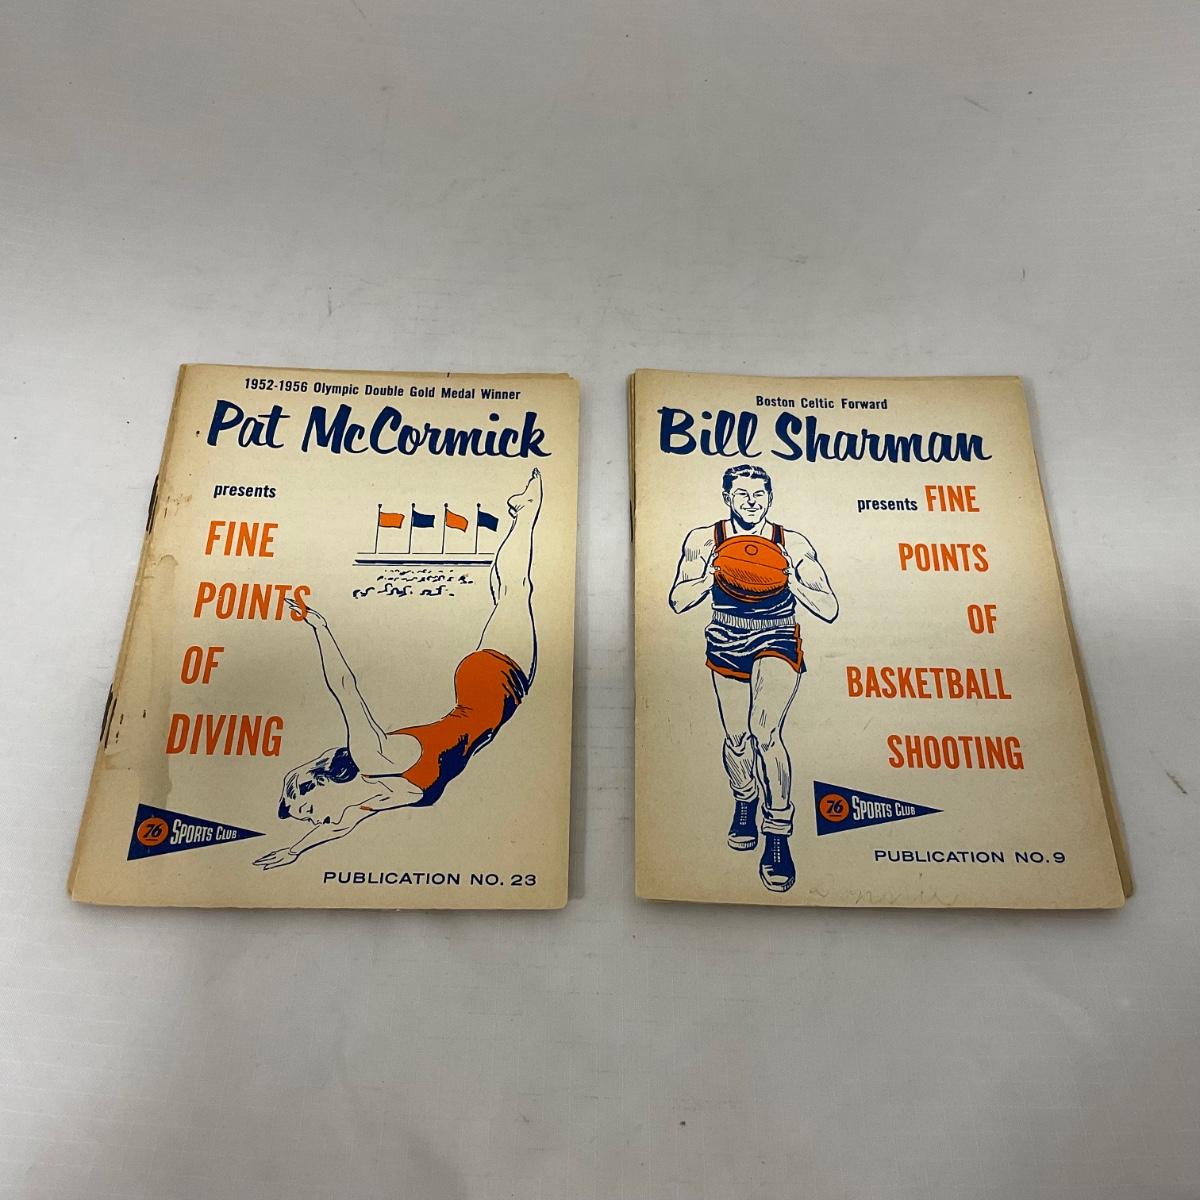 1952-1956 Olympic Double Gold Medal Winner
Pat McCormick
presents
FINE
POINTS
OF
DIVING
76 SPORTS CLUB
PUBLICATION NO. 23
Boston Celtic Forward
Bill Sharman
presents FINE
POINTS
OF
BASKETBALL
SHOOTING
76 SPORTS CLUB
PUBLICATION NO. 9